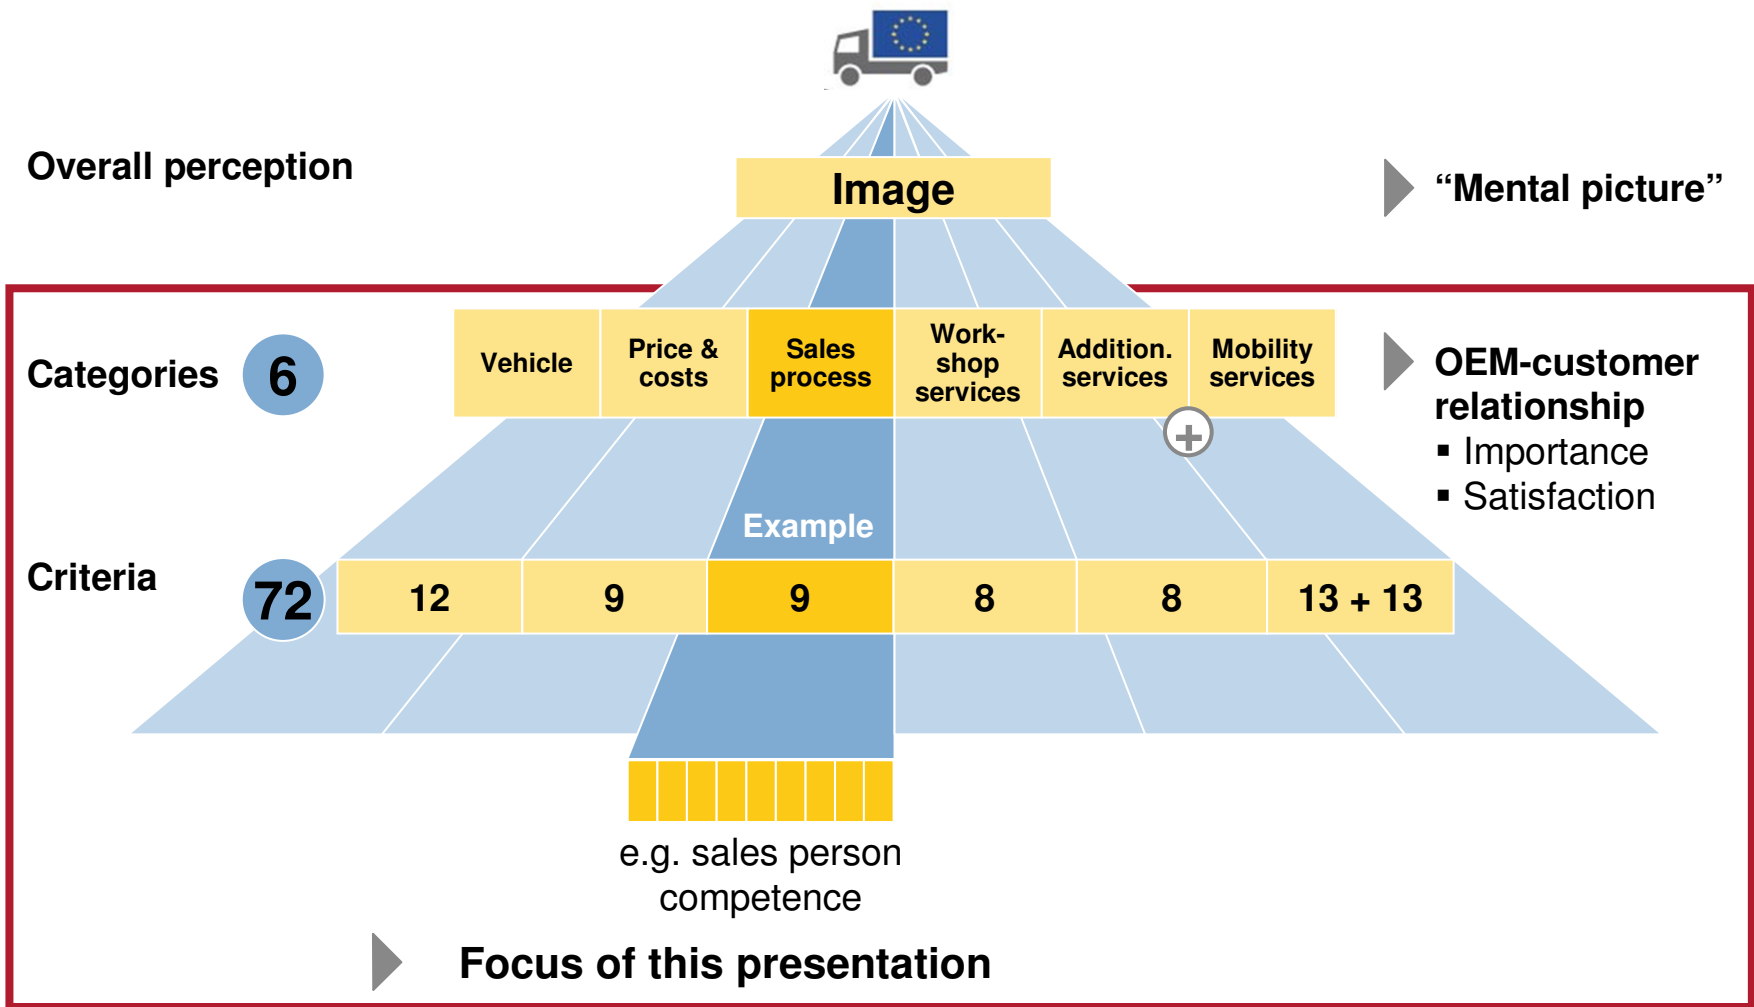 Overall perception
Image
“Mental picture”
Categories
6
Vehicle
Price &
costs
Sales
process
Work-
shop
services
Addition.
services
Mobility
services
+
OEM-customer
relationship
▪ Importance
▪ Satisfaction
Example
Criteria
72
12
9
9
8
8
13 + 13
e.g. sales person
competence
Focus of this presentation